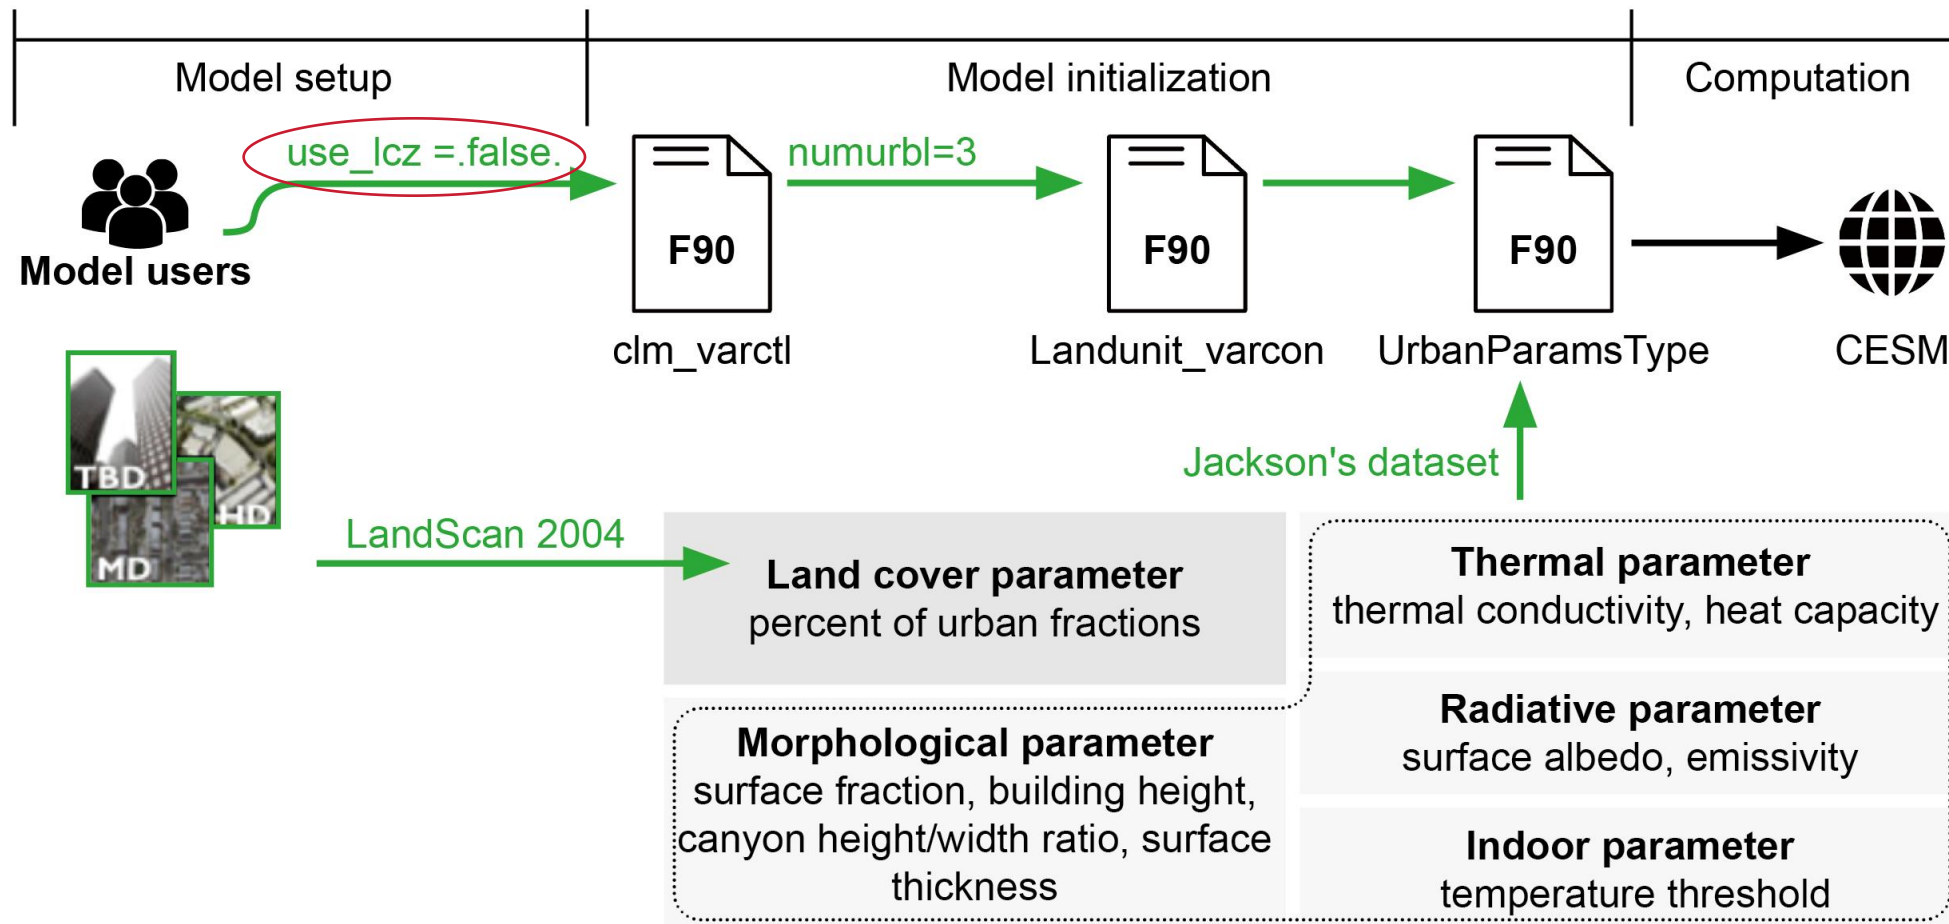 Model setup
Model initialization
Computation
use_lcz =.false.
numurbl=3
F90
F90
F90
Model users
clm_varctl
Landunit_varcon
UrbanParamsType
CESM
TBD
HD
MD
Jackson's dataset
LandScan 2004
Land cover parameter
percent of urban fractions
Thermal parameter
thermal conductivity, heat capacity
Morphological parameter
surface fraction, building height,
canyon height/width ratio, surface
thickness
Radiative parameter
surface albedo, emissivity
Indoor parameter
temperature threshold